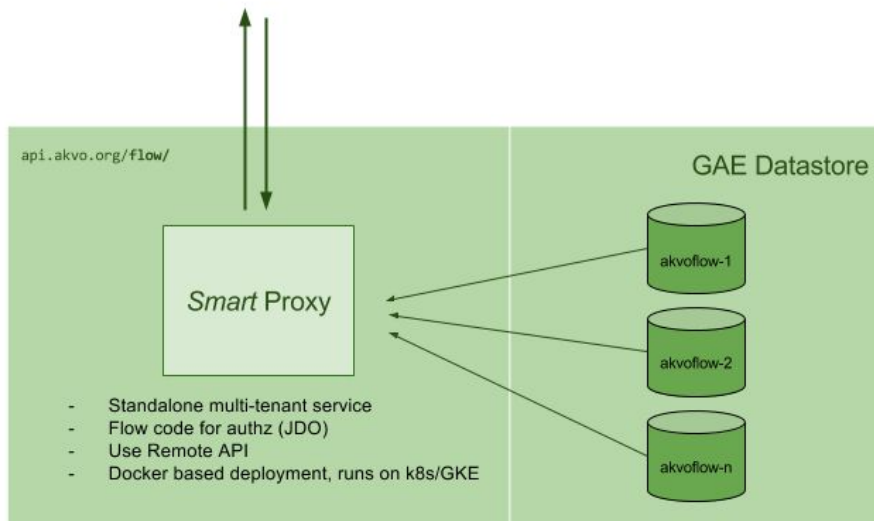 api.akvo.org/flow/
GAE Datastore
akvoflow-1
Smart Proxy
akvoflow-2
akvoflow-n
- Standalone multi-tenant service
- Flow code for authz (JDO)
- Use Remote API
- Docker based deployment, runs on k8s/GKE